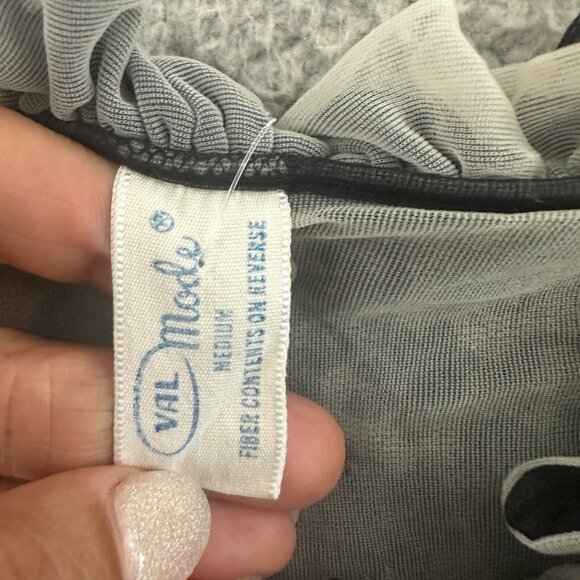 VAL Mode®
MEDIUM
FIBER CONTENTS ON REVERSE